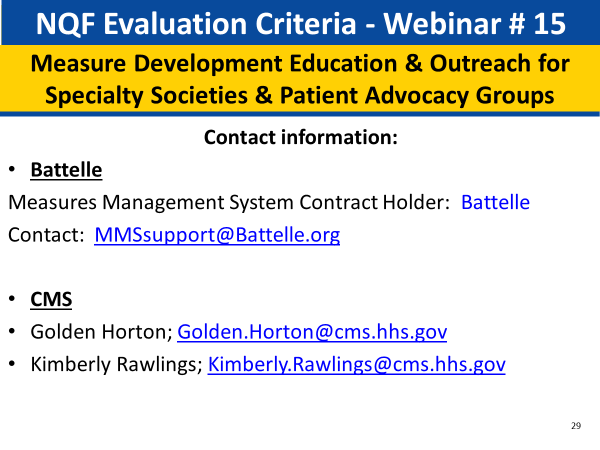 NQF Evaluation Criteria - Webinar # 15
Measure Development Education & Outreach for
Specialty Societies & Patient Advocacy Groups
Contact information:
• Battelle
Measures Management System Contract Holder: Battelle
Contact: MMSsupport@Battelle.org
• CMS
• Golden Horton; Golden.Horton@cms.hhs.gov
• Kimberly Rawlings; Kimberly.Rawlings@cms.hhs.gov
29